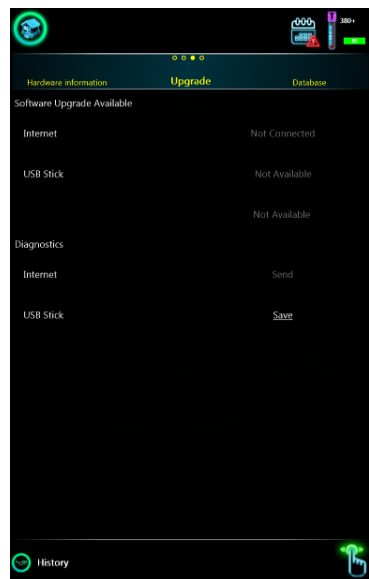 000
T
380+
Hardware information
Upgrade
Database
Software Upgrade Available
Internet
Not Connected
USB Stick
Not Available
Not Available
Diagnostics
Internet
Send
USB Stick
Save
History